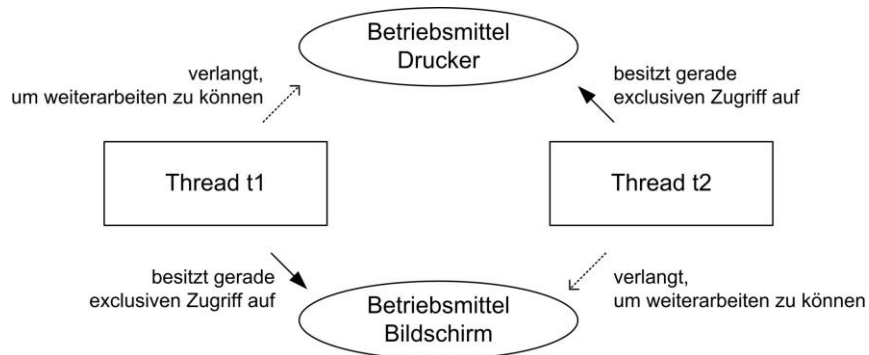 Betriebsmittel
Drucker
verlangt,
um weiterarbeiten zu können
besitzt gerade
exclusiven Zugriff auf
Thread t1
Thread t2
besitzt gerade
exclusiven Zugriff auf
verlangt,
um weiterarbeiten zu können
Betriebsmittel
Bildschirm